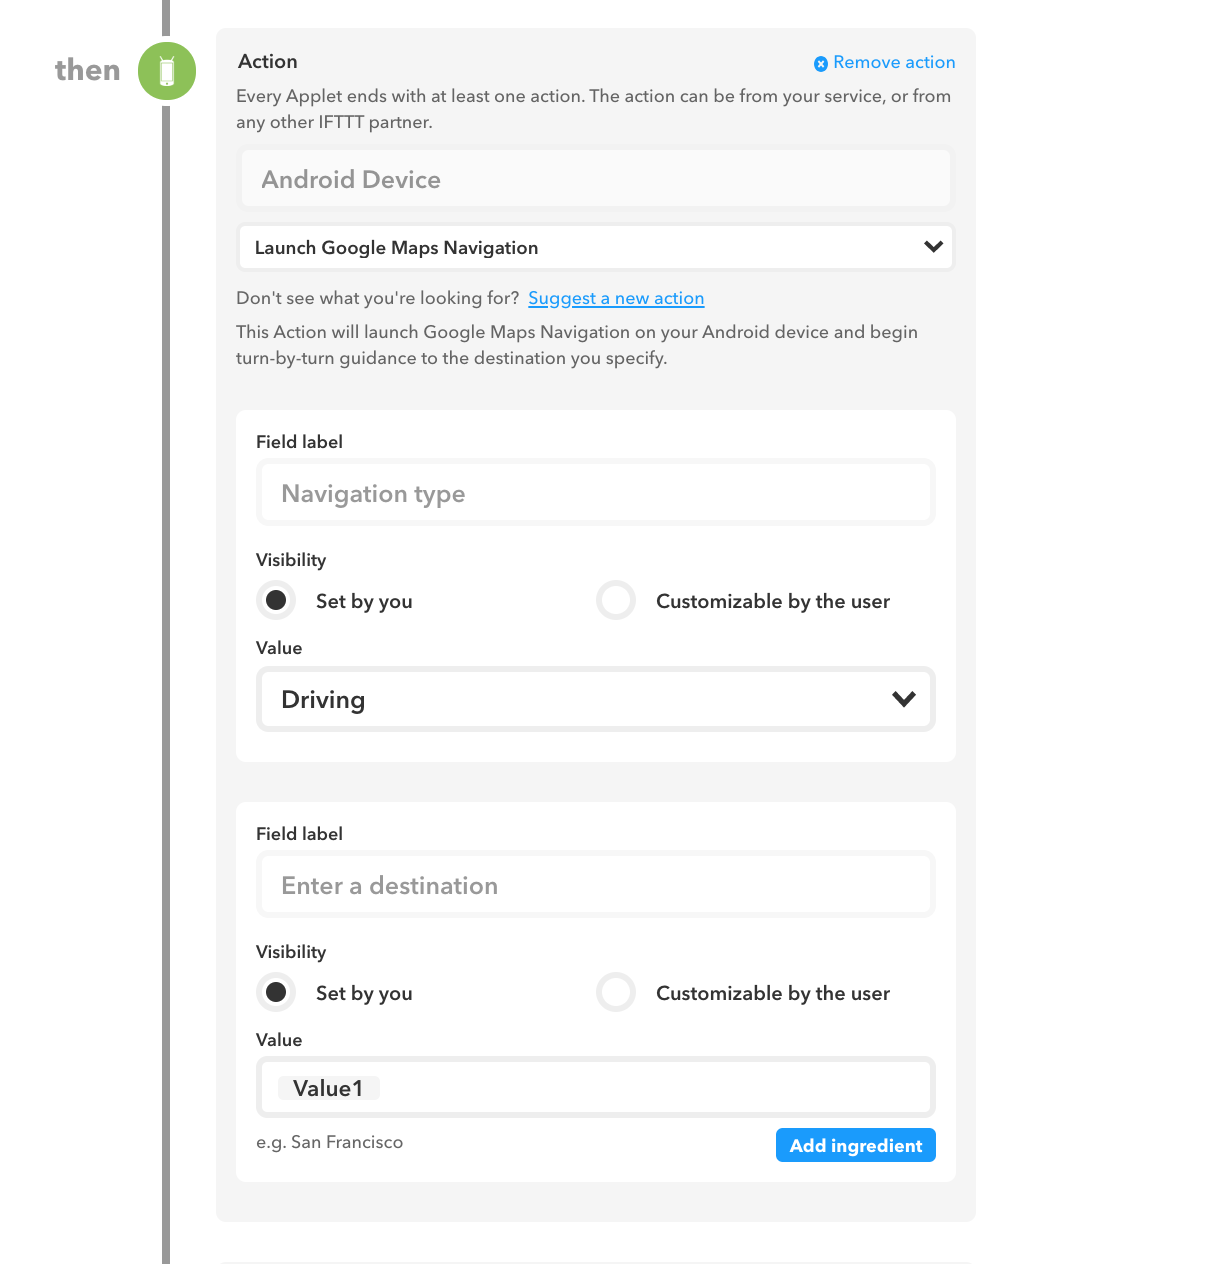 then
Action
Remove action
Every Applet ends with at least one action. The action can be from your service, or from
any other IFTTT partner.
Android Device
Launch Google Maps Navigation
Don't see what you're looking for? Suggest a new action
This Action will launch Google Maps Navigation on your Android device and begin
turn-by-turn guidance to the destination you specify.
Field label
Navigation type
Visibility
Set by you
Customizable by the user
Value
Driving
Field label
Enter a destination
Visibility
Set by you
Customizable by the user
Value
Value1
e.g. San Francisco
Add ingredient